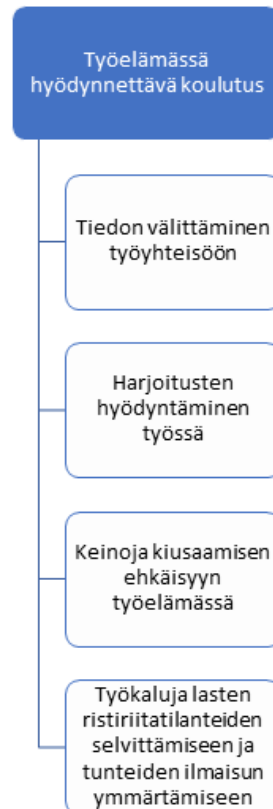 Työelämässä
hyödynnettävä koulutus
Tiedon välittäminen
työyhteisöön
Harjoitusten
hyödyntäminen
työssä
Keinoja kiusaamisen
ehkäisyyn
työelämässä
Työkaluja lasten
ristiriitatilanteiden
selvittämiseen ja
tunteiden ilmaisun
ymmärtämiseen